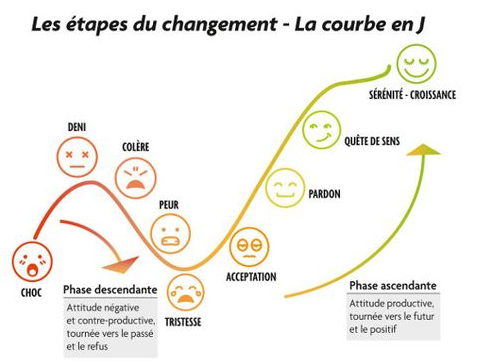 Les étapes du changement - La courbe en J
SÉRÉNITÉ - CROISSANCE
DENI
COLÈRE
QUÊTE DE SENS
PARDON
PEUR
ACCEPTATION
CHOC
TRISTESSE
Phase descendante
Attitude négative
et contre-productive,
tournée vers le passé
et le refus
Phase ascendante
Attitude productive,
tournée vers le futur
et le positif